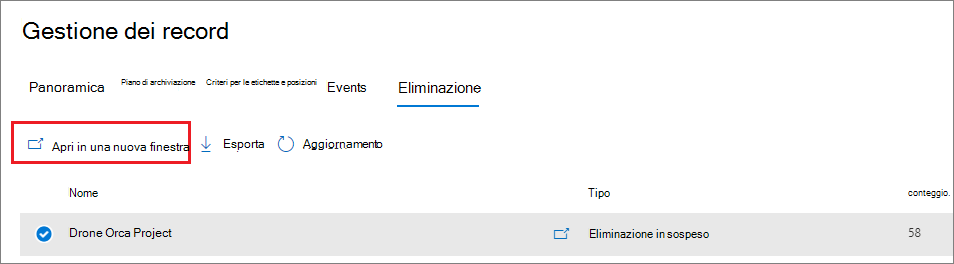 Gestione dei record
Panoramica Piano di archiviazione Criteri per le etichette e posizioni Events Eliminazione
Apri in una nuova finestra Esporta Aggiornamento
Nome Tipo conteggio.
Drone Orca Project Eliminazione in sospeso 58